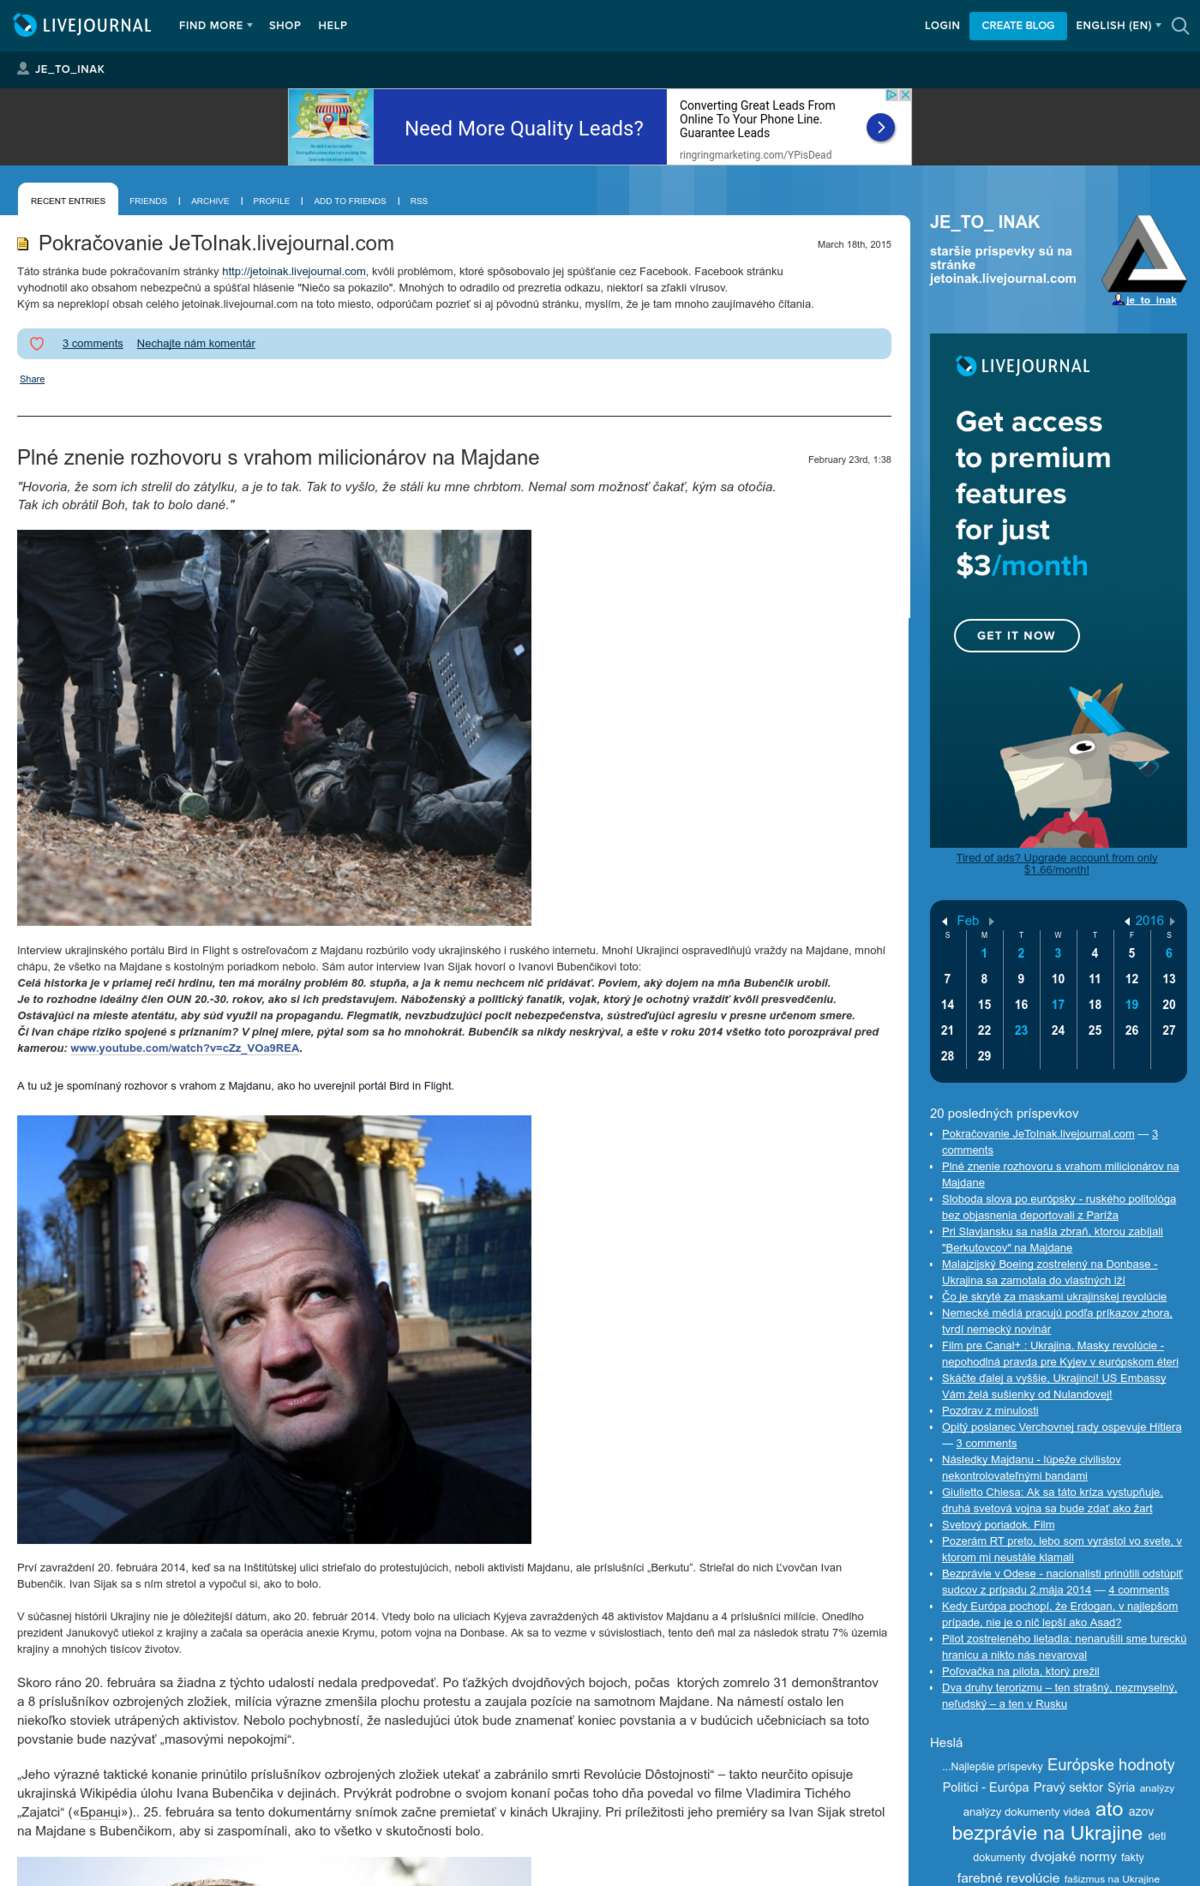 LIVEJOURNAL
FIND MORE
SHOP
HELP
LOGIN
CREATE BLOG
ENGLISH (EN)
JE_TO_INAK
Need More Quality Leads?
Converting Great Leads From
Online To Your Phone Line.
Guarantee Leads
ringringmarketing.com/YPisDead
RECENT ENTRIES
FRIENDS | ARCHIVE | PROFILE | ADD TO FRIENDS | RSS
Pokračovanie JeToInak.livejournal.com
March 18th, 2015
Táto stránka bude pokračovaním stránky http://jetoinak.livejournal.com, kvôli problémom, ktoré spôsobovalo jej spúšťanie cez Facebook. Facebook stránku
vyhodnotil ako obsahom nebezpečnú a spúšťal hlásenie "Niečo sa pokazilo". Mnohých to odradilo od prezretia odkazu, niektorí sa zľakli vírusov.
Kým sa nepreklopí obsah celého jetoinak.livejournal.com na toto miesto, odporúčam pozrieť si aj pôvodnú stránku, myslím, že je tam mnoho zaujímavého čítania.
3 comments
Nechajte nám komentár
Share
Plné znenie rozhovoru s vrahom milicionárov na Majdane
February 23rd, 1:38
"Hovoria, že som ich strelil do zátylku, a je to tak. Tak to vyšlo, že stáli ku mne chrbtom. Nemal som možnosť čakať, kým sa otočia.
Tak ich obrátil Boh, tak to bolo dané."
Interview ukrajinského portálu Bird in Flight s ostreľovačom z Majdanu rozbúrilo vody ukrajinského i ruského internetu. Mnohí Ukrajinci ospravedlňujú vraždy na Majdane, mnohí
chápu, že všetko na Majdane s kostolným poriadkom nebolo. Sám autor interview Ivan Sijak hovorí o Ivanovi Bubenčikovi toto:
Celá historka je v priamej reči hrdinu, ten má morálny problém 80. stupňa, a ja k nemu nechcem nič pridávať. Poviem, aký dojem na mňa Bubenčik urobil.
Je to rozhodne ideálny člen OUN 20.-30. rokov, ako si ich predstavujem. Náboženský a politický fanatik, vojak, ktorý je ochotný vraždiť kvôli presvedčeniu.
Ostávajúci na mieste atentátu, aby súd využil na propagandu. Flegmatik, nevzbudzujúci pocit nebezpečenstva, sústreďujúci agresiu v presne určenom smere.
Či Ivan chápe riziko spojené s priznaním? V plnej miere, pýtal som sa ho mnohokrát. Bubenčik sa nikdy neskrýval, a ešte v roku 2014 všetko toto porozprával pred
kamerou: www.youtube.com/watch?v=cZz_VOa9REA.
A tu už je spomínaný rozhovor s vrahom z Majdanu, ako ho uverejnil portál Bird in Flight.
Prví zavraždení 20. februára 2014, keď sa na Inštitútskej ulici strieľalo do protestujúcich, neboli aktivisti Majdanu, ale príslušníci „Berkutu”. Strieľal do nich Ľvovčan Ivan
Bubenčik. Ivan Sijak sa s ním stretol a vypočul si, ako to bolo.
V súčasnej histórii Ukrajiny nie je dôležitejší dátum, ako 20. február 2014. Vtedy bolo na uliciach Kyjeva zavraždených 48 aktivistov Majdanu a 4 príslušníci milície. Onedlho
prezident Janukovyč utiekol z krajiny a začala sa operácia anexie Krymu, potom vojna na Donbase. Ak sa to vezme v súvislostiach, tento deň mal za následok stratu 7% územia
krajiny a mnohých tisícov životov.
Skoro ráno 20. februára sa žiadna z týchto udalostí nedala predpovedať. Po ťažkých dvojdňových bojoch, počas ktorých zomrelo 31 demonštrantov
a 8 príslušníkov ozbrojených zložiek, milícia výrazne zmenšila plochu protestu a zaujala pozície na samotnom Majdane. Na námestí ostalo len
niekoľko stoviek utrápených aktivistov. Nebolo pochybností, že nasledujúci útok bude znamenať koniec povstania a v budúcich učebniciach sa toto
povstanie bude nazývať „masovými nepokojmi“.
„Jeho výrazné taktické konanie prinútilo príslušníkov ozbrojených zložiek utekať a zabránilo smrti Revolúcie Dôstojnosti“ – takto neurčito opisuje
ukrajinská Wikipédia úlohu Ivana Bubenčika v dejinách. Prvýkrát podrobne o svojom konaní počas toho dňa povedal vo filme Vladimira Tichého
„Zajatci“ («Бранці»).. 25. februára sa tento dokumentárny snímok začne premietať v kinách Ukrajiny. Pri príležitosti jeho premiéry sa Ivan Sijak stretol
na Majdane s Bubenčikom, aby si zaspomínali, ako to všetko v skutočnosti bolo.
JE_TO_ INAK
staršie príspevky sú na
stránke
jetoinak.livejournal.com
je_to_inak
LIVEJOURNAL
Get access
to premium
features
for just
$3/month
GET IT NOW
Tired of ads? Upgrade account from only
$1.66/month!
Feb 2016
S M T W T F S
1 2 3 4 5 6
7 8 9 10 11 12 13
14 15 16 17 18 19 20
21 22 23 24 25 26 27
28 29
20 posledných príspevkov
Pokračovanie JeToInak.livejournal.com — 3
comments
Plné znenie rozhovoru s vrahom milicionárov na
Majdane
Sloboda slova po európsky - ruského politológa
bez objasnenia deportovali z Paríža
Pri Slavjansku sa našla zbraň, ktorou zabíjali
"Berkutovcov" na Majdane
Malajzijský Boeing zostrelený na Donbase -
Ukrajina sa zamotala do vlastných lží
Čo je skryté za maskami ukrajinskej revolúcie
Nemecké médiá pracujú podľa príkazov zhora,
tvrdí nemecký novinár
Film pre Canal+ : Ukrajina. Masky revolúcie -
nepohodlná pravda pre Kyjev v európskom éteri
Skáčte ďalej a vyššie, Ukrajinci! US Embassy
Vám želá sušienky od Nulandovej!
Pozdrav z minulosti
Opitý poslanec Verchovnej rady ospevuje Hitlera
— 3 comments
Následky Majdanu - lúpeže civilistov
nekontrolovateľnými bandami
Giulietto Chiesa: Ak sa táto kríza vystupňuje,
druhá svetová vojna sa bude zdať ako žart
Svetový poriadok. Film
Pozerám RT preto, lebo som vyrástol vo svete, v
ktorom mi neustále klamali
Bezprávie v Odese - nacionalisti prinútili odstúpiť
sudcov z prípadu 2.mája 2014 — 4 comments
Kedy Európa pochopí, že Erdogan, v najlepšom
prípade, nie je o nič lepší ako Asad?
Pilot zostreleného lietadla: nenarušili sme tureckú
hranicu a nikto nás nevaroval
Poľovačka na pilota, ktorý prežil
Dva druhy terorizmu – ten strašný, nezmyselný,
neľudský – a ten v Rusku
Heslá
...Najlepšie príspevky Európske hodnoty
Politici - Európa Pravý sektor Sýria analýzy
analýzy dokumenty videá ato azov
bezprávie na Ukrajine deti
dokumenty dvojaké normy fakty
farebné revolúcie fašizmus na Ukrajine